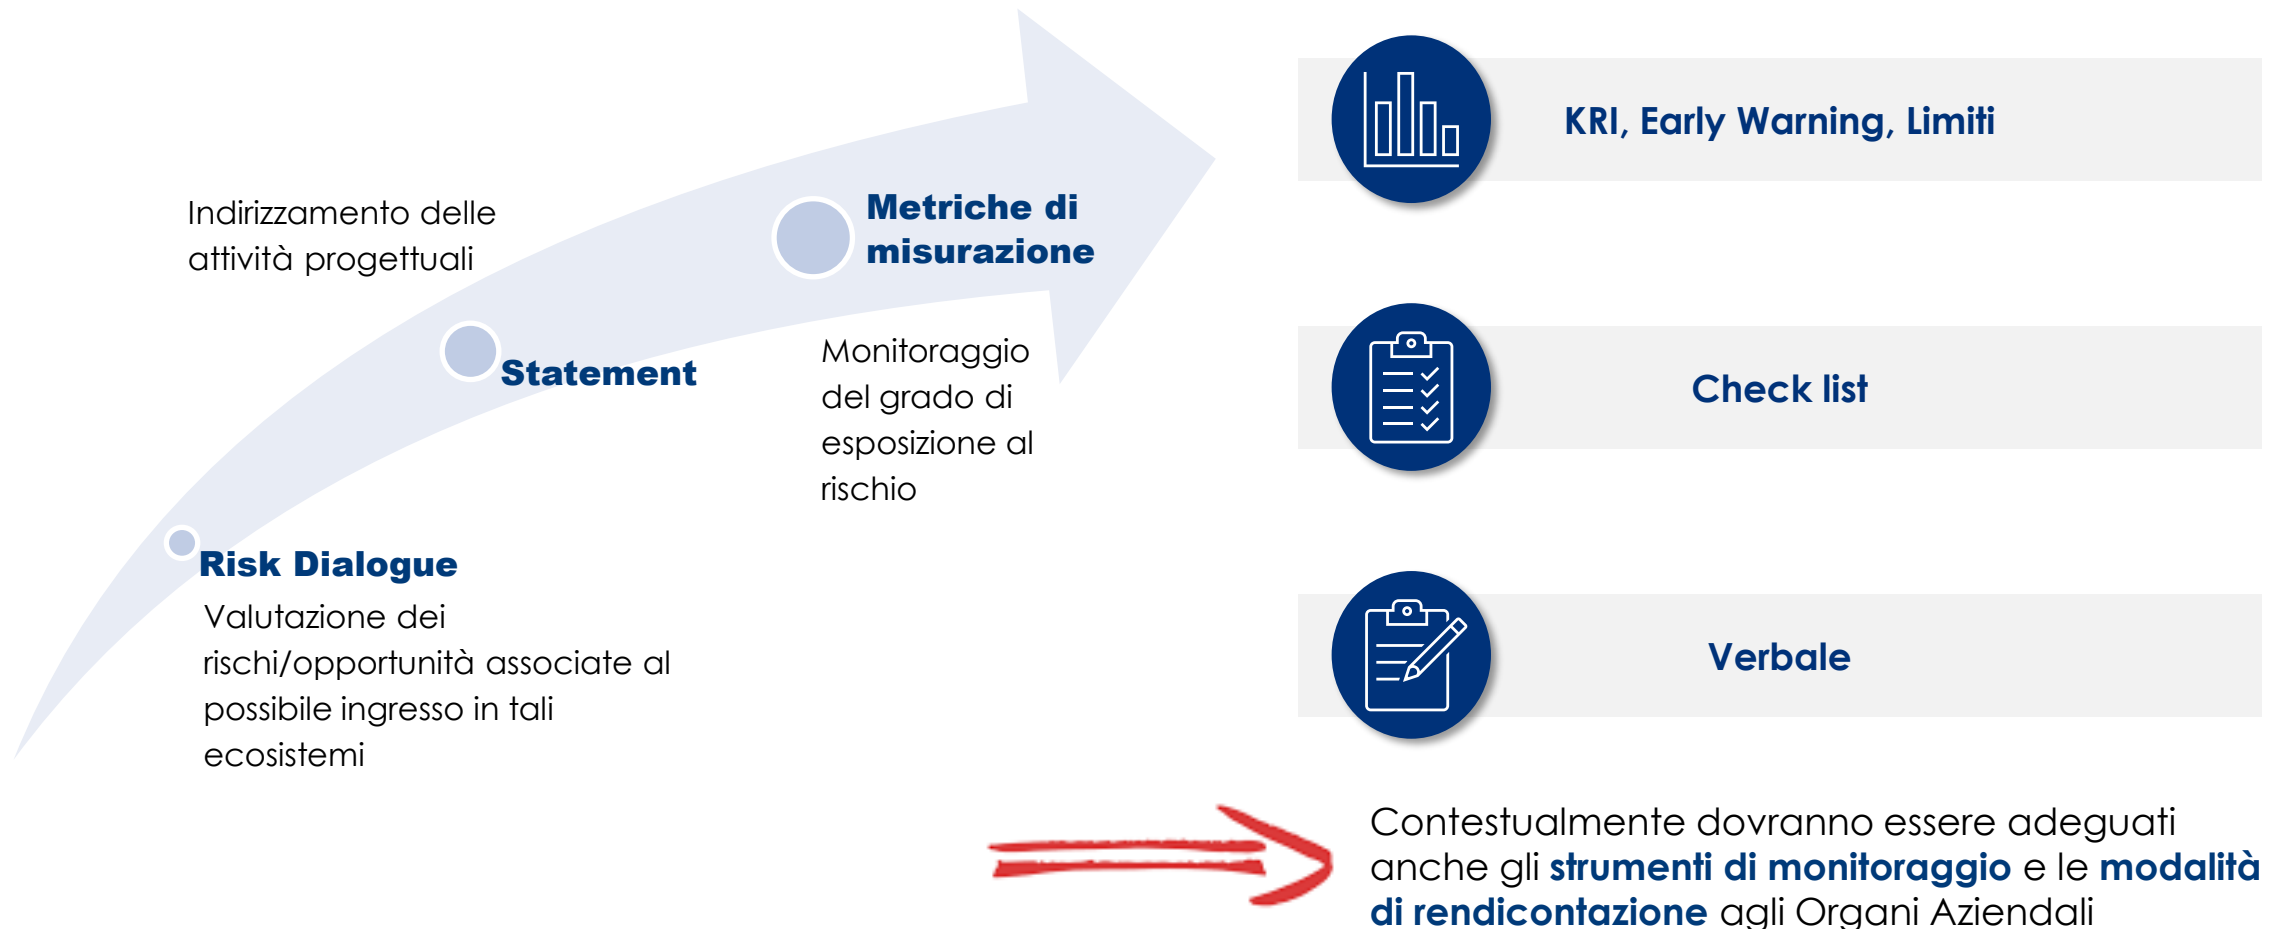 Indirizzamento delle
attività progettuali
Metriche di
misurazione
Statement
Monitoraggio
del grado di
esposizione al
rischio
Risk Dialogue
Valutazione dei
rischi/opportunità associate al
possibile ingresso in tali
ecosistemi
KRI, Early Warning, Limiti
Check list
Verbale
Contestualmente dovranno essere adeguati
anche gli strumenti di monitoraggio e le modalità
di rendicontazione agli Organi Aziendali